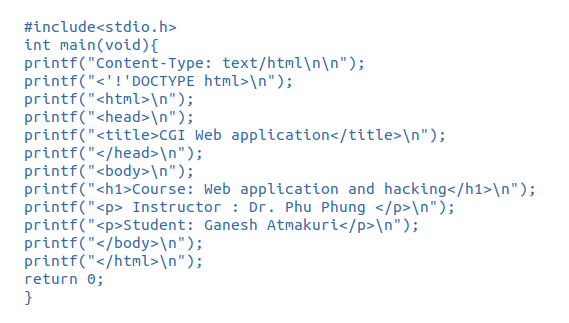 #include<stdio.h>
int main(void){
printf("Content-Type: text/html\n\n");
printf("<'!'DOCTYPE html>\n");
printf("<html>\n");
printf("<head>\n");
printf("<title>CGI Web application</title>\n");
printf("</head>\n");
printf("<body>\n");
printf("<h1>Course: Web application and hacking</h1>\n");
printf("<p> Instructor : Dr. Phu Phung </p>\n");
printf("<p>Student: Ganesh Atmakuri</p>\n");
printf("</body>\n");
printf("</html>\n");
return 0;
}